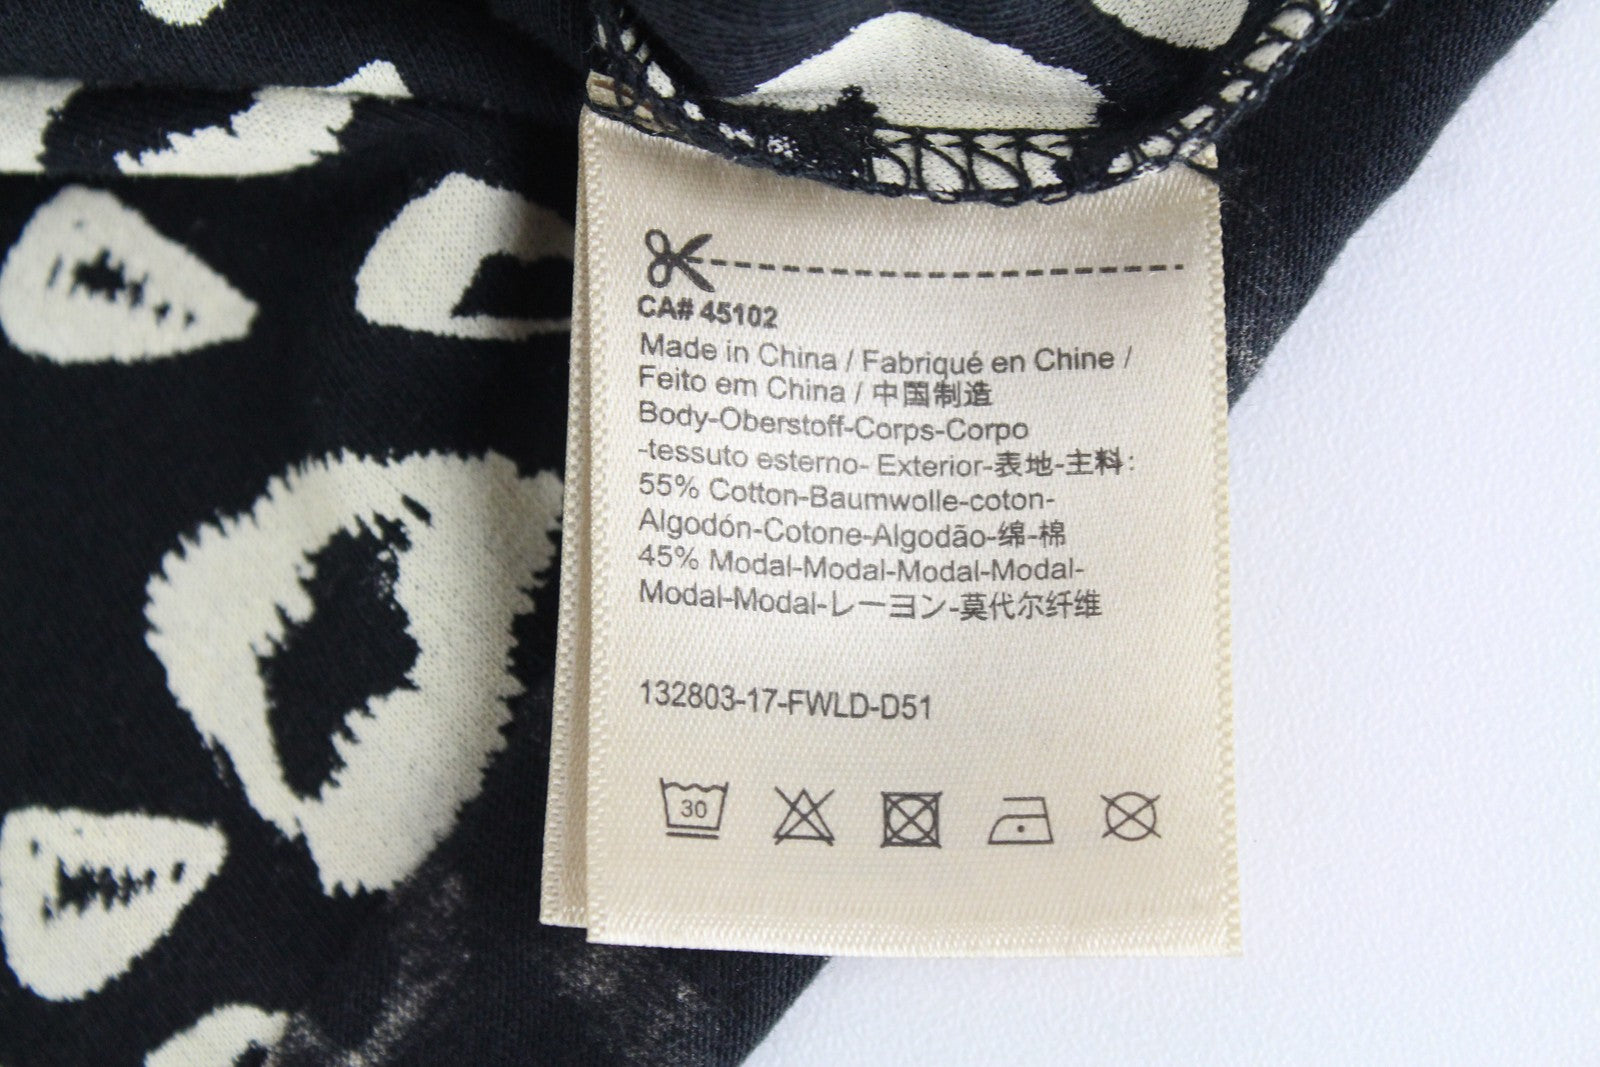 CA# 45102
Made in China / Fabriqué en Chine /
Feito em China / 中国制造
Body-Oberstoff-Corps-Corpo
-tessuto esterno- Exterior-表地-主料:
55% Cotton-Baumwolle-coton-
Algodón-Cotone-Algodão-绵-棉
45% Modal-Modal-Modal-Modal-
Modal-Modal-レーヨン-莫代尔纤维
132803-17-FWLD-D51
30